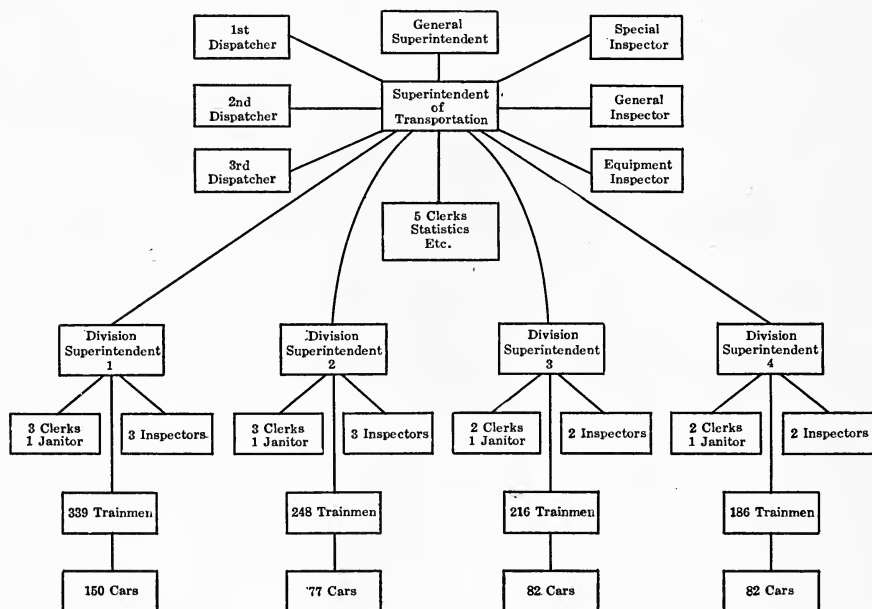 1st
Dispatcher
General
Superintendent
Special
Inspector
2nd
Dispatcher
Superintendent
of
Transportation
General
Inspector
3rd
Dispatcher
Equipment
Inspector
5 Clerks
Statistics
Etc.
Division
Superintendent
1
Division
Superintendent
2
Division
Superintendent
3
Division
Superintendent
4
3 Clerks
1 Janitor
3 Inspectors
3 Clerks
1 Janitor
3 Inspectors
2 Clerks
1 Janitor
2 Inspectors
2 Clerks
1 Janitor
2 Inspectors
339 Trainmen
248 Trainmen
216 Trainmen
186 Trainmen
150 Cars
77 Cars
82 Cars
82 Cars